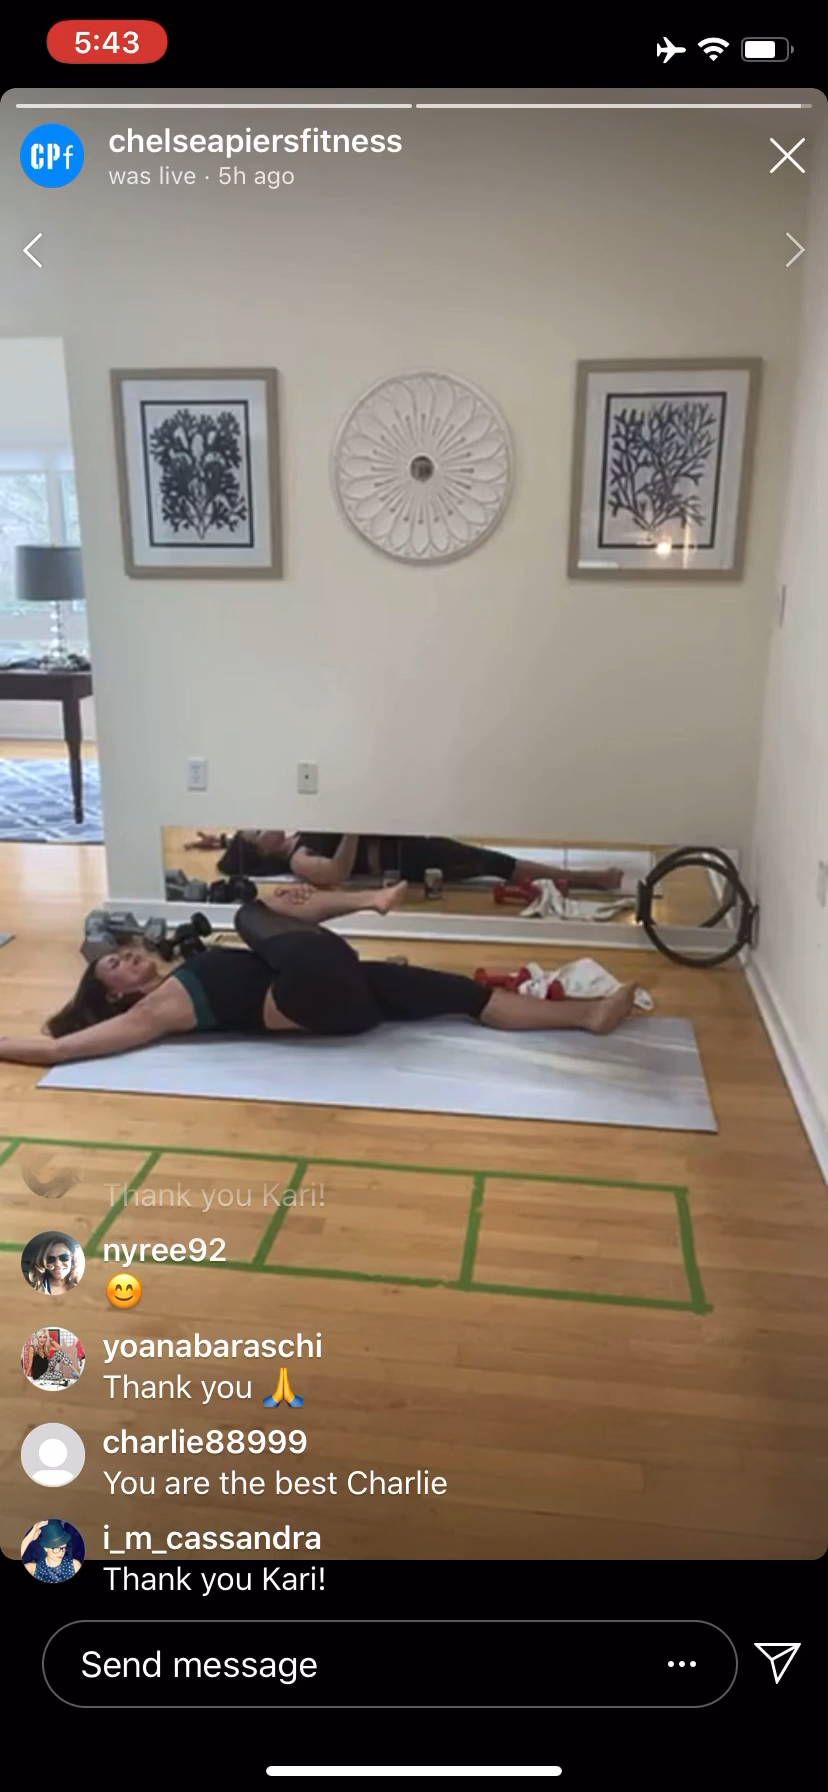 5:43
CPf
chelseapiersfitness
was live · 5h ago
Thank you Kari!
nyree92
😊
yoanabaraschi
Thank you 🙏
charlie88999
You are the best Charlie
i_m_cassandra
Thank you Kari!
Send message